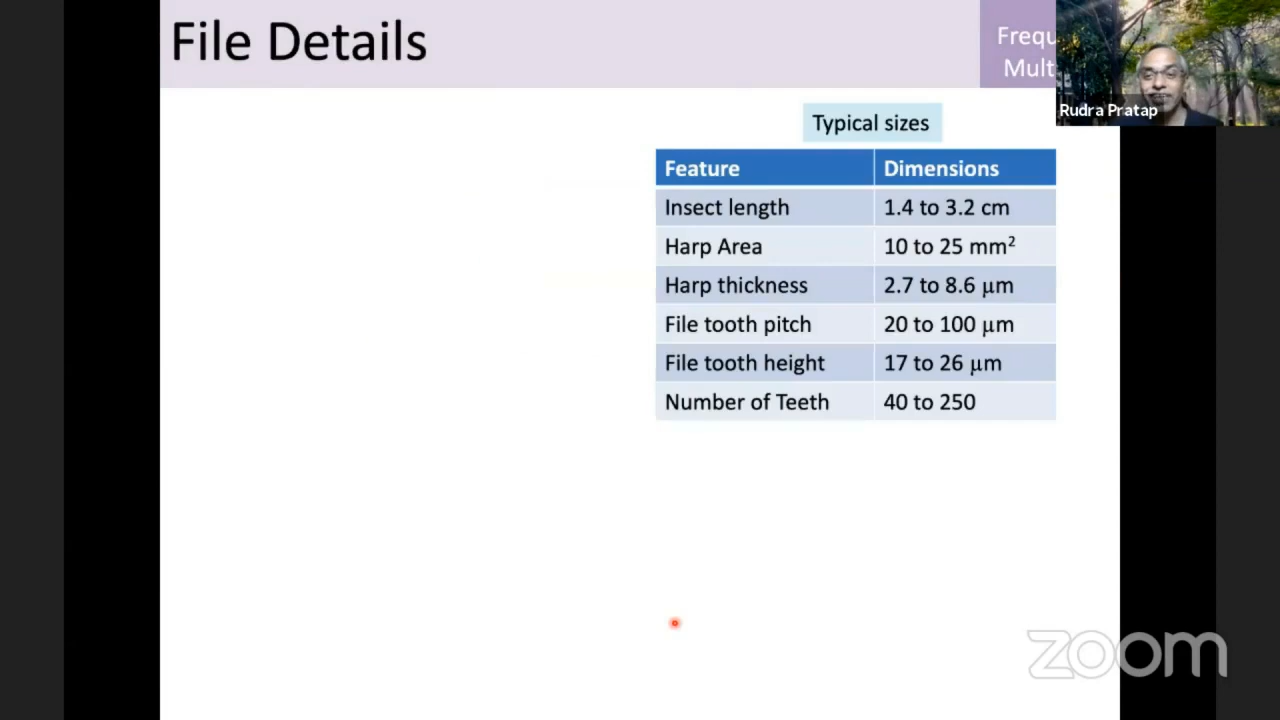 File Details
Frequ
Mult
Rudra Pratap
Typical sizes
Feature Dimensions
Insect length 1.4 to 3.2 cm
Harp Area 10 to 25 mm²
Harp thickness 2.7 to 8.6 µm
File tooth pitch 20 to 100 µm
File tooth height 17 to 26 µm
Number of Teeth 40 to 250
zoom